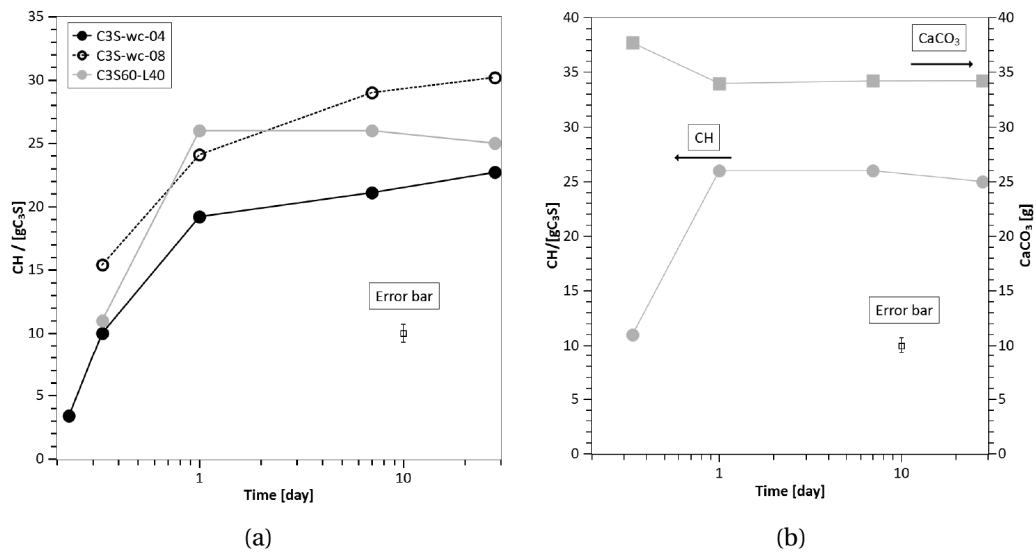 35
30
25
20
15
10
5
0
CH / [gC₃S]
C3S-wc-04
C3S-wc-08
C3S60-L40
Error bar
1 10
Time [day]
(a)
40
35
30
25
20
15
10
5
0
CH/[gC₃S]
CaCO₃
CH
Error bar
40
35
30
25
20
15
10
5
0
CaCO₃ [g]
1 10
Time [day]
(b)